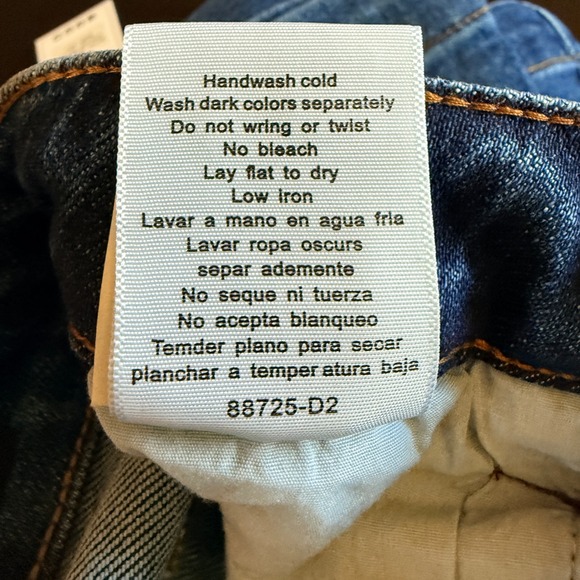 Handwash cold
Wash dark colors separately
Do not wring or twist
No bleach
Lay flat to dry
Low iron
Lavar a mano en agua fria
Lavar ropa oscurs
separ ademente
No seque ni tuerza
No acepta blanqueo
Temder plano para secar
planchar a temper atura baja
88725-D2